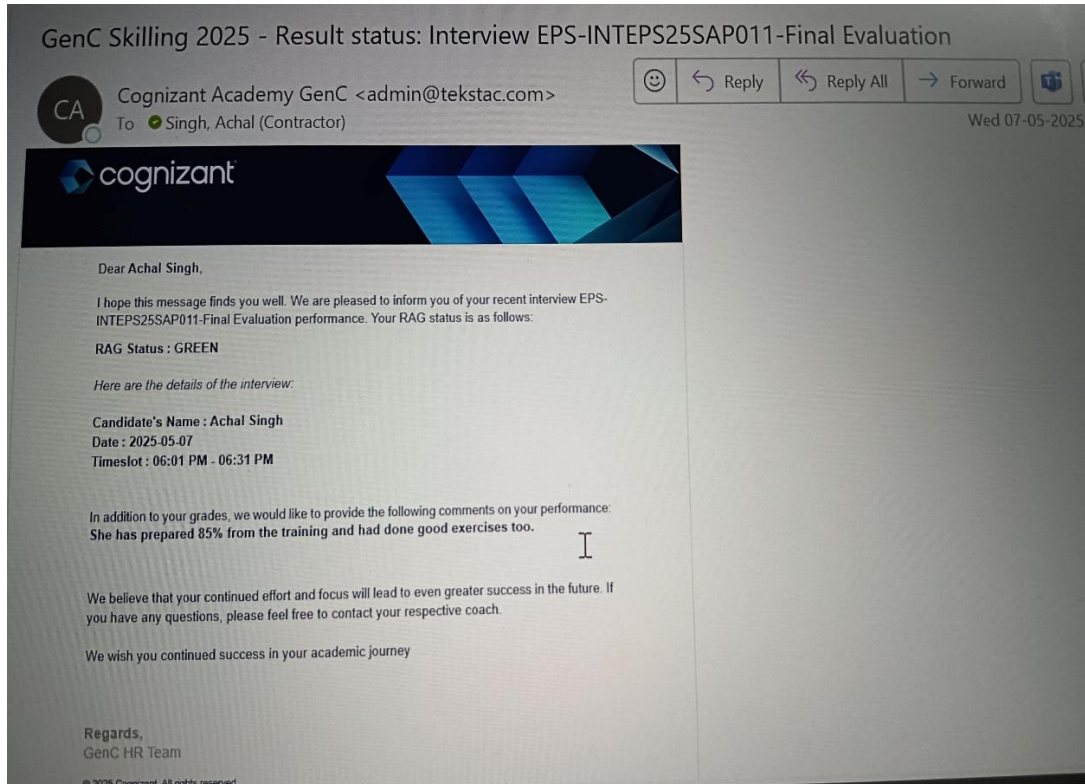 GenC Skilling 2025 - Result status: Interview EPS-INTEPS25SAP011-Final Evaluation
CA
Cognizant Academy GenC <admin@tekstac.com>
To Singh, Achal (Contractor)
Reply
Reply All
Forward
Wed 07-05-2025
cognizant
Dear Achal Singh,
I hope this message finds you well. We are pleased to inform you of your recent interview EPS-
INTEPS25SAP011-Final Evaluation performance. Your RAG status is as follows:
RAG Status : GREEN
Here are the details of the interview:
Candidate's Name : Achal Singh
Date : 2025-05-07
Timeslot : 06:01 PM - 06:31 PM
In addition to your grades, we would like to provide the following comments on your performance:
She has prepared 85% from the training and had done good exercises too.
We believe that your continued effort and focus will lead to even greater success in the future. If
you have any questions, please feel free to contact your respective coach.
We wish you continued success in your academic journey
Regards,
GenC HR Team
© 2025 Cognizant. All rights reserved